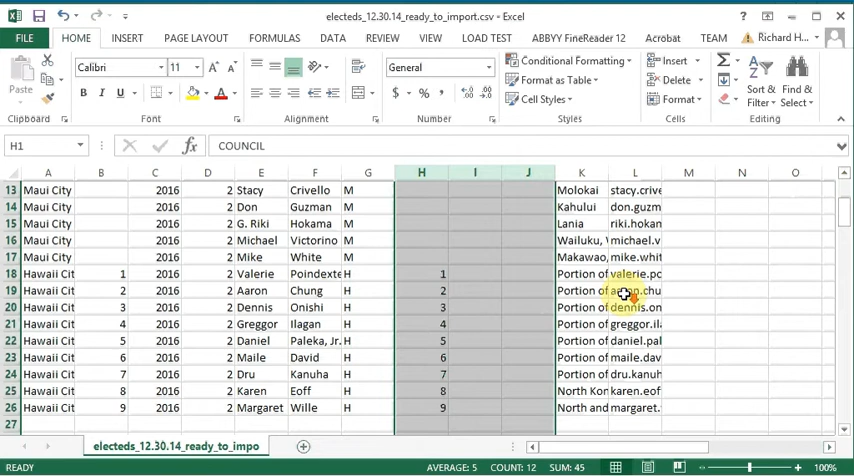 electeds_12.30.14_ready_to_import.csv - Excel
FILE HOME INSERT PAGE LAYOUT FORMULAS DATA REVIEW VIEW LOAD TEST ABBYY FineReader 12 Acrobat TEAM Richard H...
Calibri 11 General Conditional Formatting Insert
Paste B I U $ % , Format as Table Delete Sort & Find &
Cell Styles Format Filter Select
Clipboard Font Alignment Number Styles Cells Editing
H1 COUNCIL
A B C D E F G H I J K L M N O
13 Maui City 2016 2 Stacy Crivello M Molokai stacy.crive
14 Maui City 2016 2 Don Guzman M Kahului don.guzm
15 Maui City 2016 2 G. Riki Hokama M Lania riki.hokan
16 Maui City 2016 2 Michael Victorino M Wailuku, W michael.v
17 Maui City 2016 2 Mike White M Makawao, mike.whit
18 Hawaii Cit 1 2016 2 Valerie Poindexte H 1 Portion of valerie.po
19 Hawaii Cit 2 2016 2 Aaron Chung H 2 Portion of aaron.chu
20 Hawaii Cit 3 2016 2 Dennis Onishi H 3 Portion of dennis.on
21 Hawaii Cit 4 2016 2 Greggor Ilagan H 4 Portion of greggor.ila
22 Hawaii Cit 5 2016 2 Daniel Paleka, Jr. H 5 Portion of daniel.pal
23 Hawaii Cit 6 2016 2 Maile David H 6 Portion of maile.dav
24 Hawaii Cit 7 2016 2 Dru Kanuha H 7 Portion of dru.kanuh
25 Hawaii Cit 8 2016 2 Karen Eoff H 8 North Kon karen.eof
26 Hawaii Cit 9 2016 2 Margaret Wille H 9 North and margaret.
27
electeds_12.30.14_ready_to_impo
READY AVERAGE: 5 COUNT: 12 SUM: 45 100%